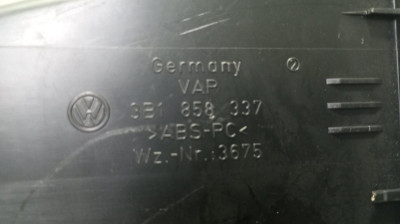 Germany
VAP
3B1 858 337
>ABS-PC<
Wz.-Nr.:3675